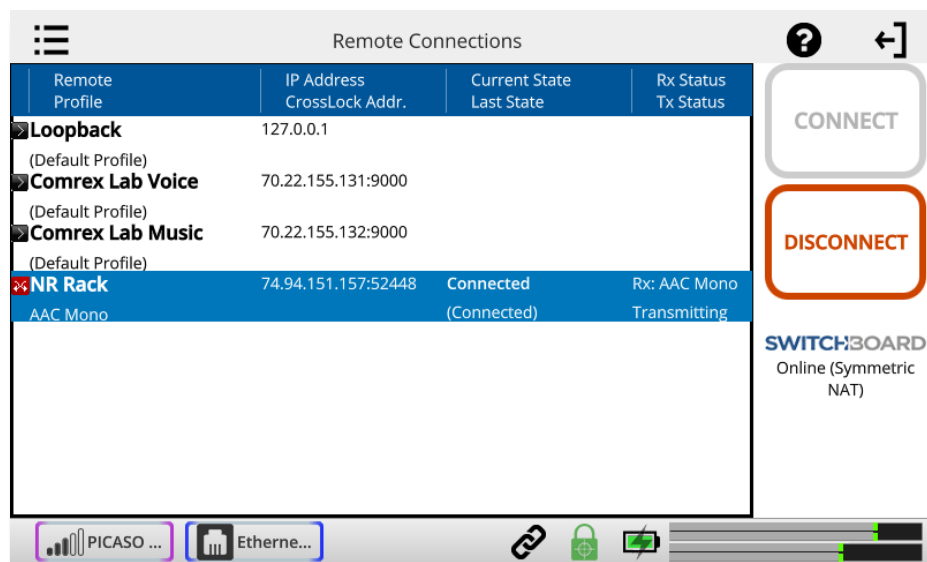 Remote Connections
Remote IP Address Current State Rx Status
Profile CrossLock Addr. Last State Tx Status
Loopback 127.0.0.1
(Default Profile)
Comrex Lab Voice 70.22.155.131:9000
(Default Profile)
Comrex Lab Music 70.22.155.132:9000
(Default Profile)
NR Rack 74.94.151.157:52448 Connected Rx: AAC Mono
AAC Mono (Connected) Transmitting
CONNECT
DISCONNECT
SWITCHBOARD
Online (Symmetric
NAT)
PICASO ... Etherne...